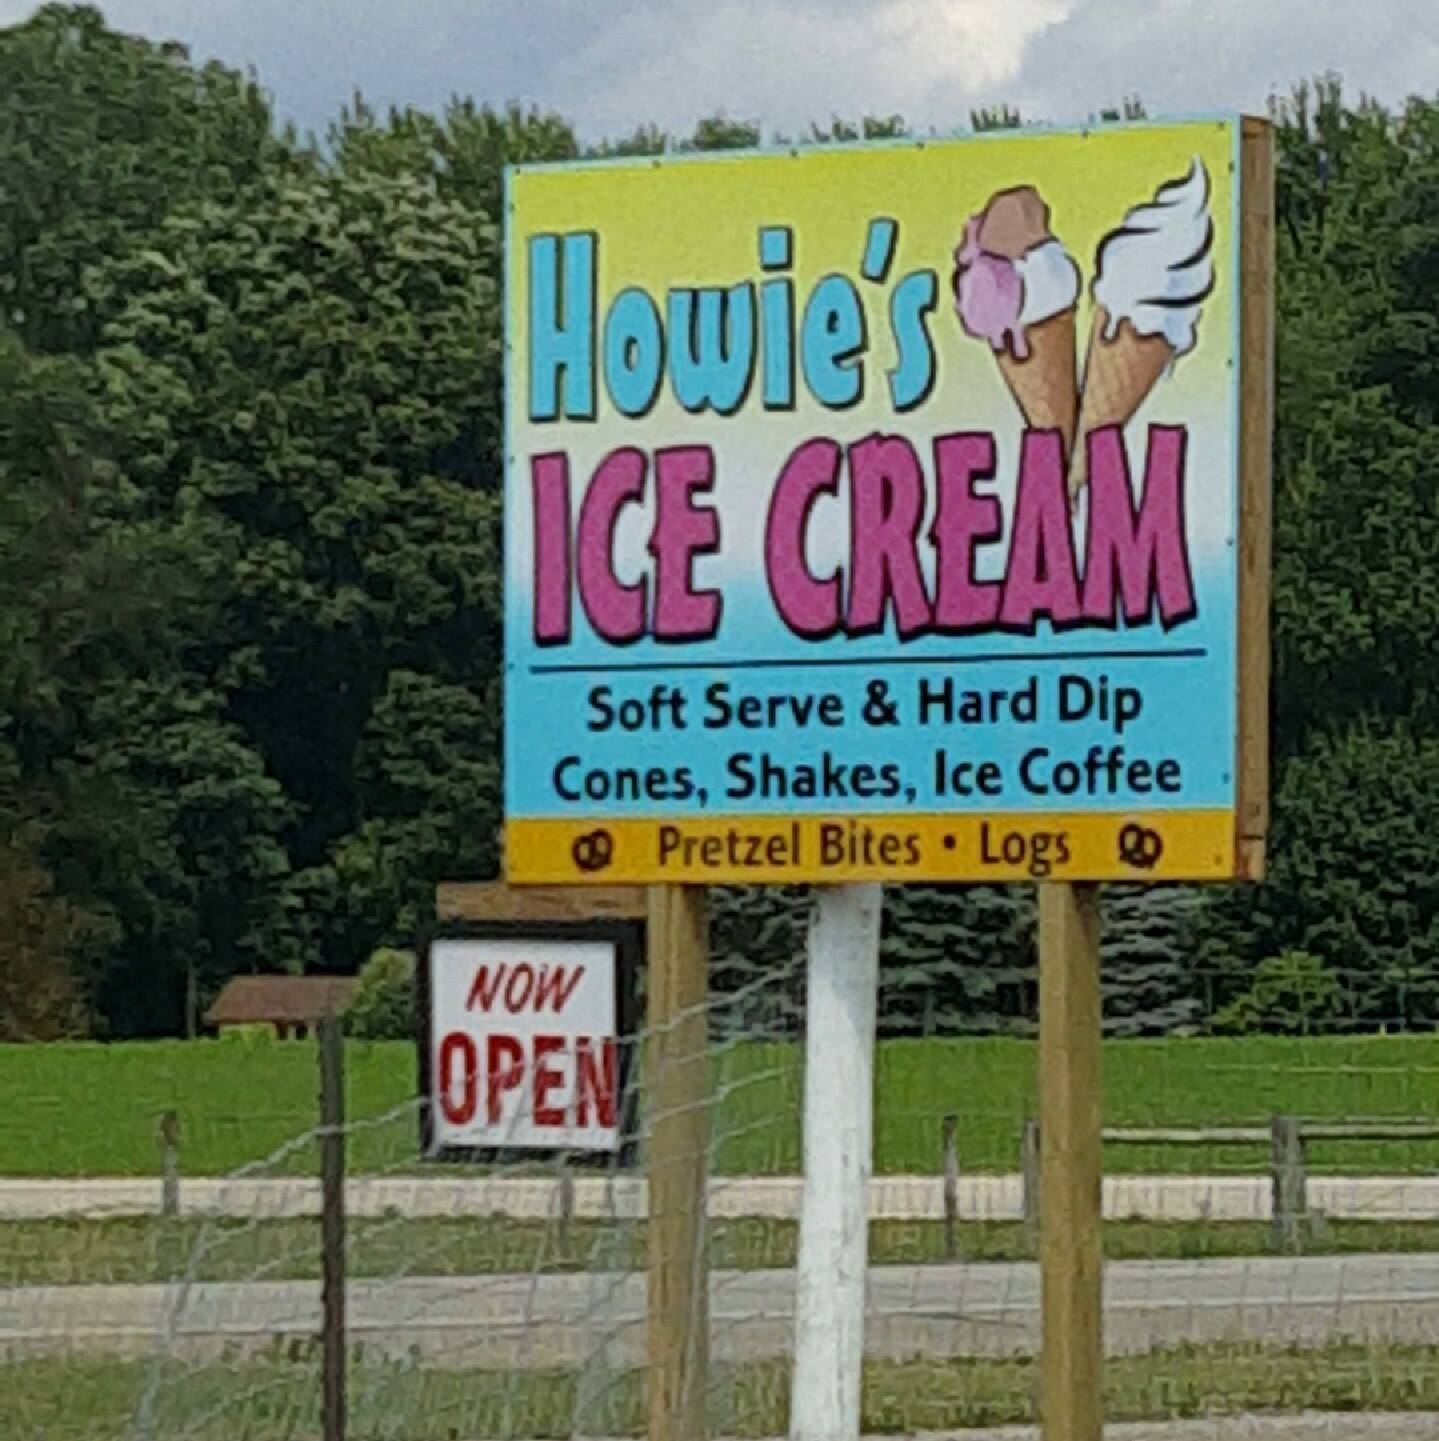 Howie's
ICE CREAM
Soft Serve & Hard Dip
Cones, Shakes, Ice Coffee
Pretzel Bites • Logs
NOW
OPEN